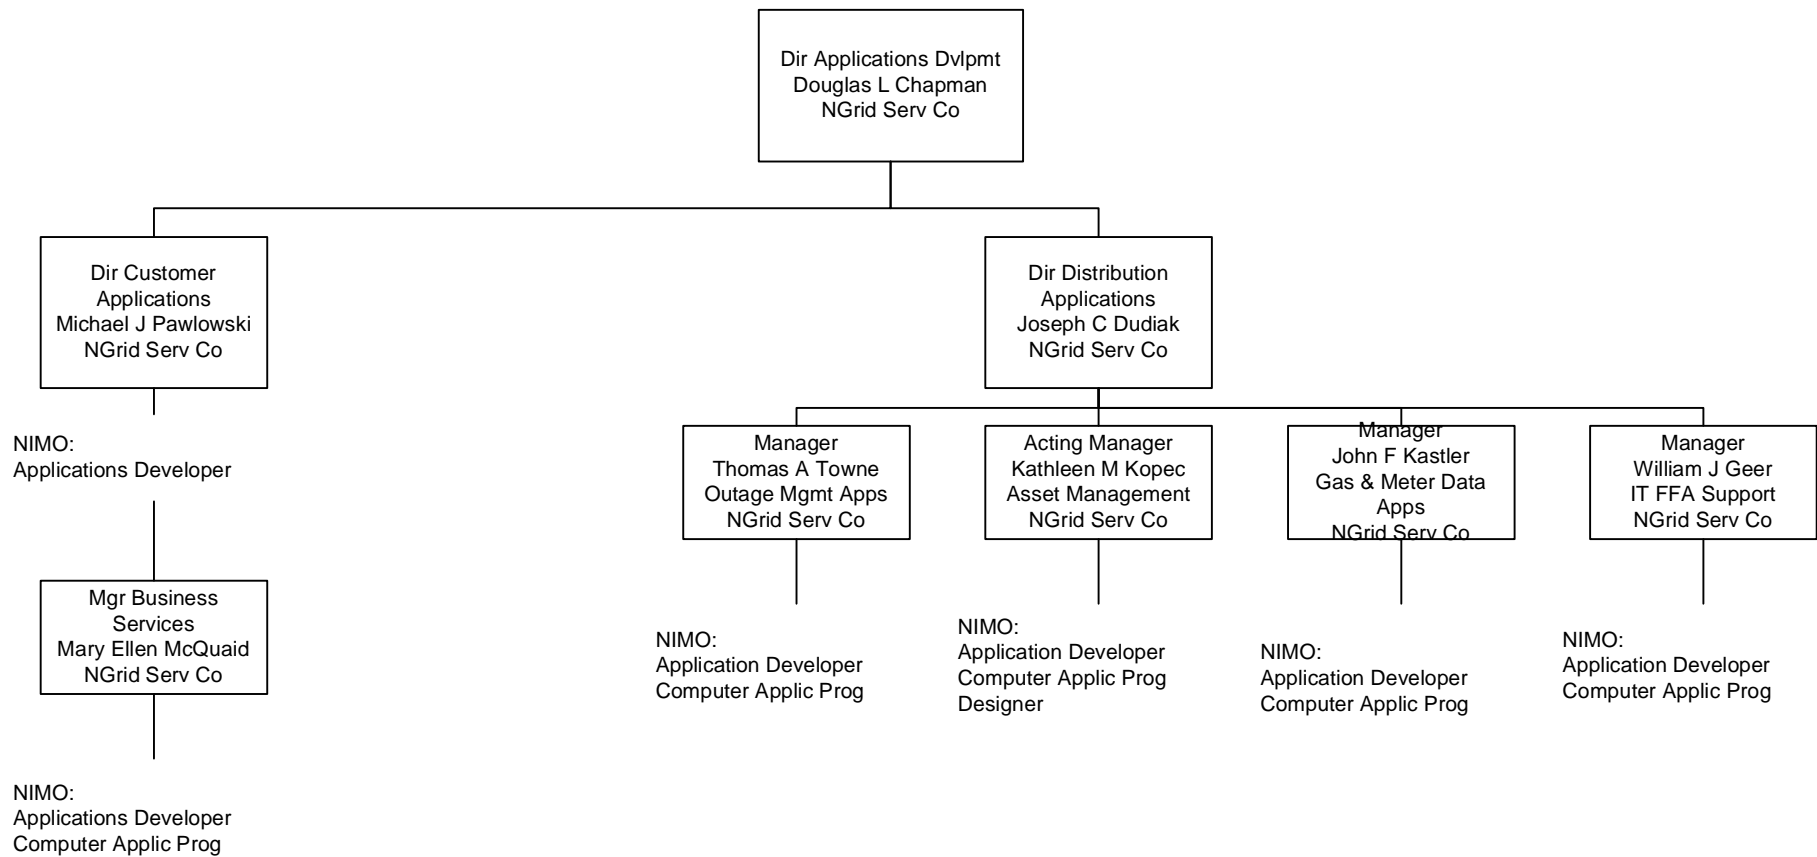 Dir Applications Dvlpmt
Douglas L Chapman
NGrid Serv Co
Dir Customer
Applications
Michael J Pawlowski
NGrid Serv Co
Dir Distribution
Applications
Joseph C Dudiak
NGrid Serv Co
NIMO:
Applications Developer
Manager
Thomas A Towne
Outage Mgmt Apps
NGrid Serv Co
Acting Manager
Kathleen M Kopec
Asset Management
NGrid Serv Co
Manager
John F Kastler
Gas & Meter Data
Apps
NGrid Serv Co
Manager
William J Geer
IT FFA Support
NGrid Serv Co
Mgr Business
Services
Mary Ellen McQuaid
NGrid Serv Co
NIMO:
Application Developer
Computer Applic Prog
NIMO:
Application Developer
Computer Applic Prog
Designer
NIMO:
Application Developer
Computer Applic Prog
NIMO:
Application Developer
Computer Applic Prog
NIMO:
Applications Developer
Computer Applic Prog